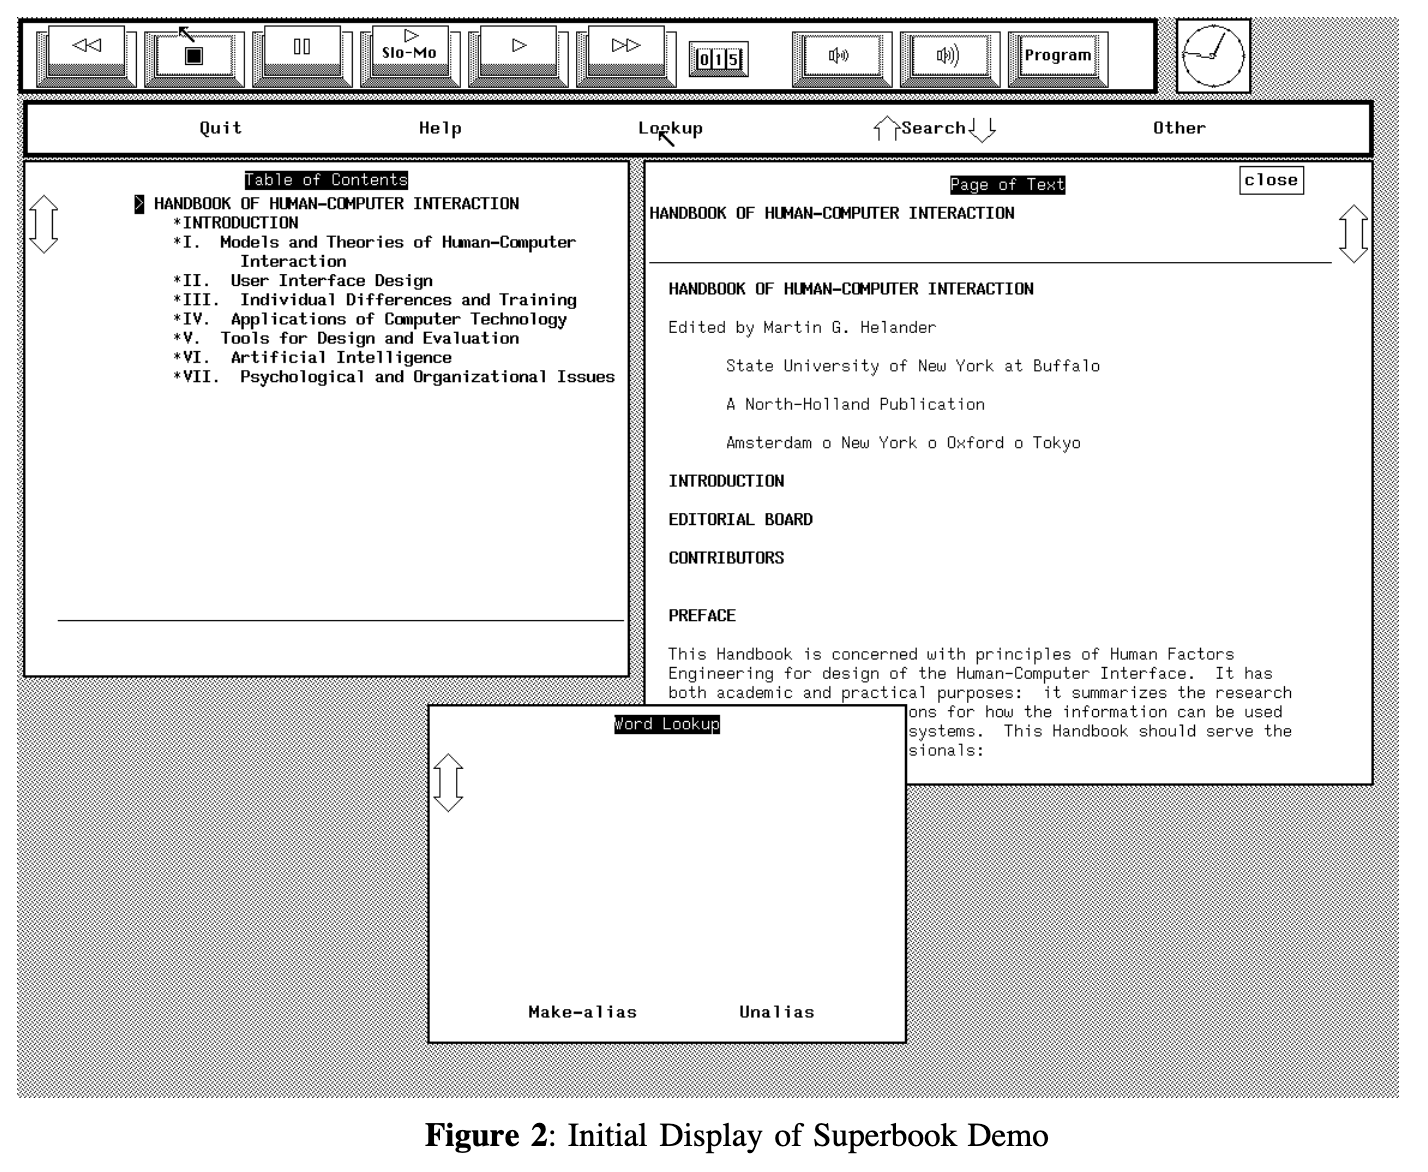 Slo-Mo
015
Program
Quit Help Lookup Search Other
Table of Contents
> HANDBOOK OF HUMAN-COMPUTER INTERACTION
*INTRODUCTION
*I. Models and Theories of Human-Computer
Interaction
*II. User Interface Design
*III. Individual Differences and Training
*IV. Applications of Computer Technology
*V. Tools for Design and Evaluation
*VI. Artificial Intelligence
*VII. Psychological and Organizational Issues
Page of Text
close
HANDBOOK OF HUMAN-COMPUTER INTERACTION
HANDBOOK OF HUMAN-COMPUTER INTERACTION
Edited by Martin G. Helander
State University of New York at Buffalo
A North-Holland Publication
Amsterdam o New York o Oxford o Tokyo
INTRODUCTION
EDITORIAL BOARD
CONTRIBUTORS
PREFACE
This Handbook is concerned with principles of Human Factors
Engineering for design of the Human-Computer Interface. It has
both academic and practical purposes: it summarizes the research
ons for how the information can be used
systems. This Handbook should serve the
sionals:
Word Lookup
Make-alias Unalias
Figure 2: Initial Display of Superbook Demo